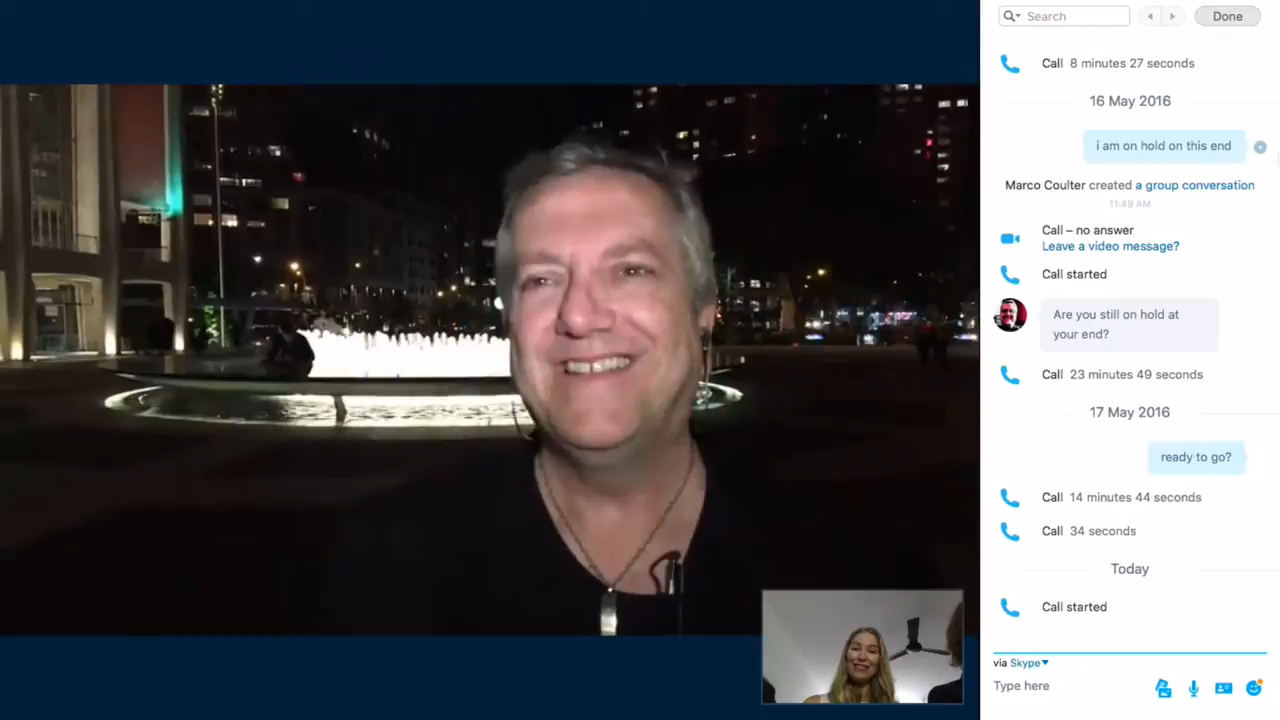 Search
Done
Call 8 minutes 27 seconds
16 May 2016
i am on hold on this end
Marco Coulter created a group conversation
11:49 AM
Call – no answer
Leave a video message?
Call started
Are you still on hold at
your end?
Call 23 minutes 49 seconds
17 May 2016
ready to go?
Call 14 minutes 44 seconds
Call 34 seconds
Today
Call started
via Skype
Type here